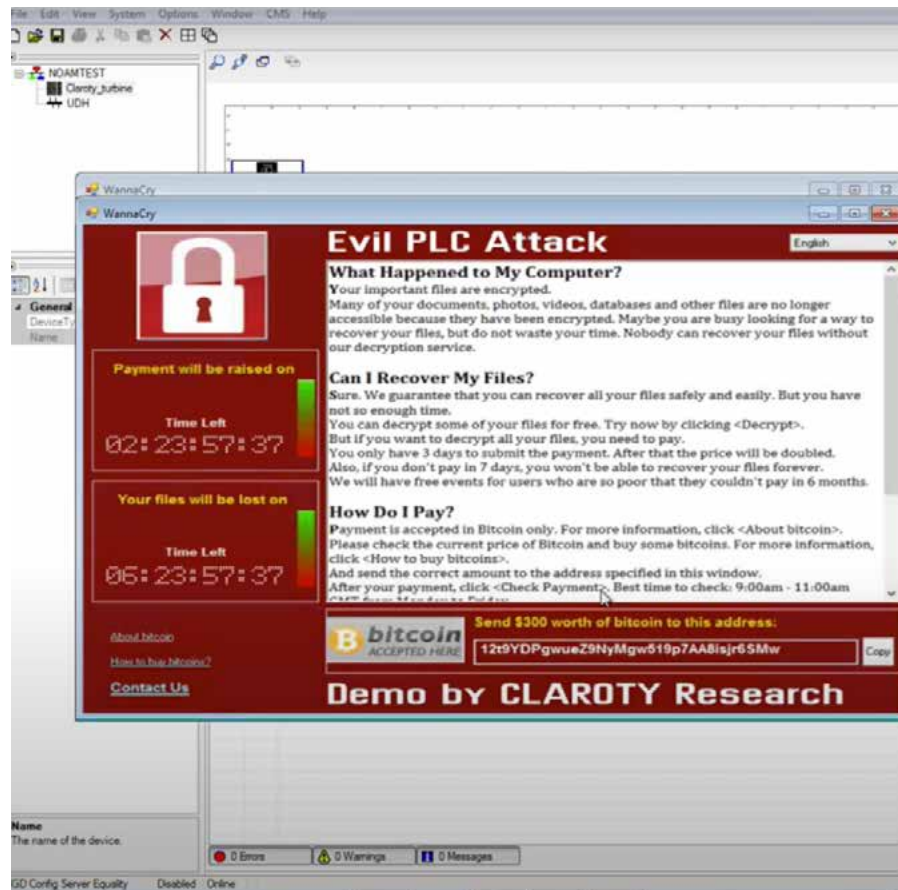 File Edit View System Options Window CMS Help
NOAMTEST
Claroty_turbine
UDH
WannaCry
WannaCry
Evil PLC Attack
English
What Happened to My Computer?
Your important files are encrypted.
Many of your documents, photos, videos, databases and other files are no longer
accessible because they have been encrypted. Maybe you are busy looking for a way to
recover your files, but do not waste your time. Nobody can recover your files without
our decryption service.
Can I Recover My Files?
Sure. We guarantee that you can recover all your files safely and easily. But you have
not so enough time.
You can decrypt some of your files for free. Try now by clicking <Decrypt>.
But if you want to decrypt all your files, you need to pay.
You only have 3 days to submit the payment. After that the price will be doubled.
Also, if you don't pay in 7 days, you won't be able to recover your files forever.
We will have free events for users who are so poor that they couldn't pay in 6 months.
How Do I Pay?
Payment is accepted in Bitcoin only. For more information, click <About bitcoin>.
Please check the current price of Bitcoin and buy some bitcoins. For more information,
click <How to buy bitcoins>.
And send the correct amount to the address specified in this window.
After your payment, click <Check Payment>. Best time to check: 9:00am - 11:00am
GMT from Monday to Friday
General
DeviceTy
Name
Payment will be raised on
Time Left
02:23:57:37
Your files will be lost on
Time Left
06:23:57:37
About bitcoin
How to buy bitcoins?
Contact Us
bitcoin
ACCEPTED HERE
Send $300 worth of bitcoin to this address:
12t9YDPgwueZ9NyMgw519p7AA8isjr6SMw
Copy
Demo by CLAROTY Research
Name
The name of the device.
0 Errors
0 Warnings
0 Messages
GD Config Server Equality Disabled Online